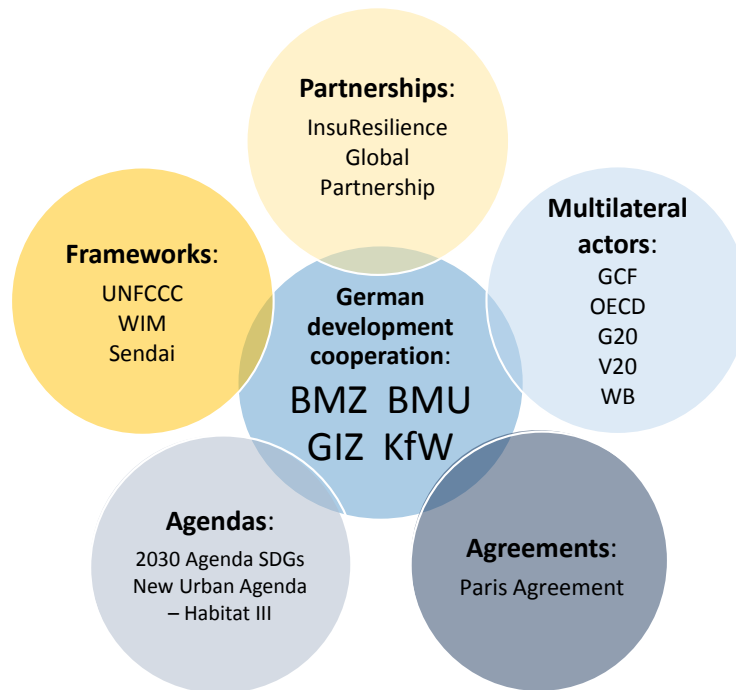 Partnerships:
InsuResilience
Global
Partnership
Multilateral
actors:
GCF
OECD
G20
V20
WB
Frameworks:
UNFCCC
WIM
Sendai
German
development
cooperation:
BMZ BMU
GIZ KfW
Agendas:
2030 Agenda SDGs
New Urban Agenda
– Habitat III
Agreements:
Paris Agreement